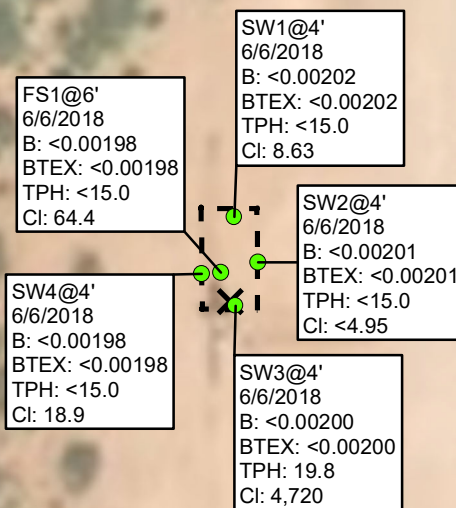 SW1@4'
6/6/2018
B: <0.00202
BTEX: <0.00202
TPH: <15.0
Cl: 8.63
FS1@6'
6/6/2018
B: <0.00198
BTEX: <0.00198
TPH: <15.0
Cl: 64.4
SW2@4'
6/6/2018
B: <0.00201
BTEX: <0.00201
TPH: <15.0
Cl: <4.95
SW4@4'
6/6/2018
B: <0.00198
BTEX: <0.00198
TPH: <15.0
Cl: 18.9
SW3@4'
6/6/2018
B: <0.00200
BTEX: <0.00200
TPH: 19.8
Cl: 4,720